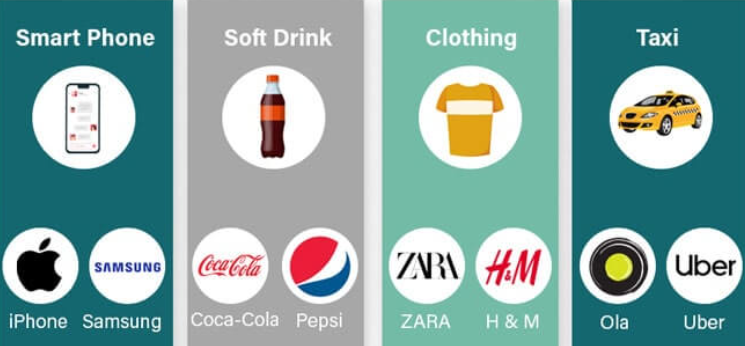 Smart Phone
SAMSUNG
iPhone Samsung
Soft Drink
Coca-Cola
Coca-Cola Pepsi
Clothing
ZARA
H&M
ZARA H & M
Taxi
Uber
Ola Uber